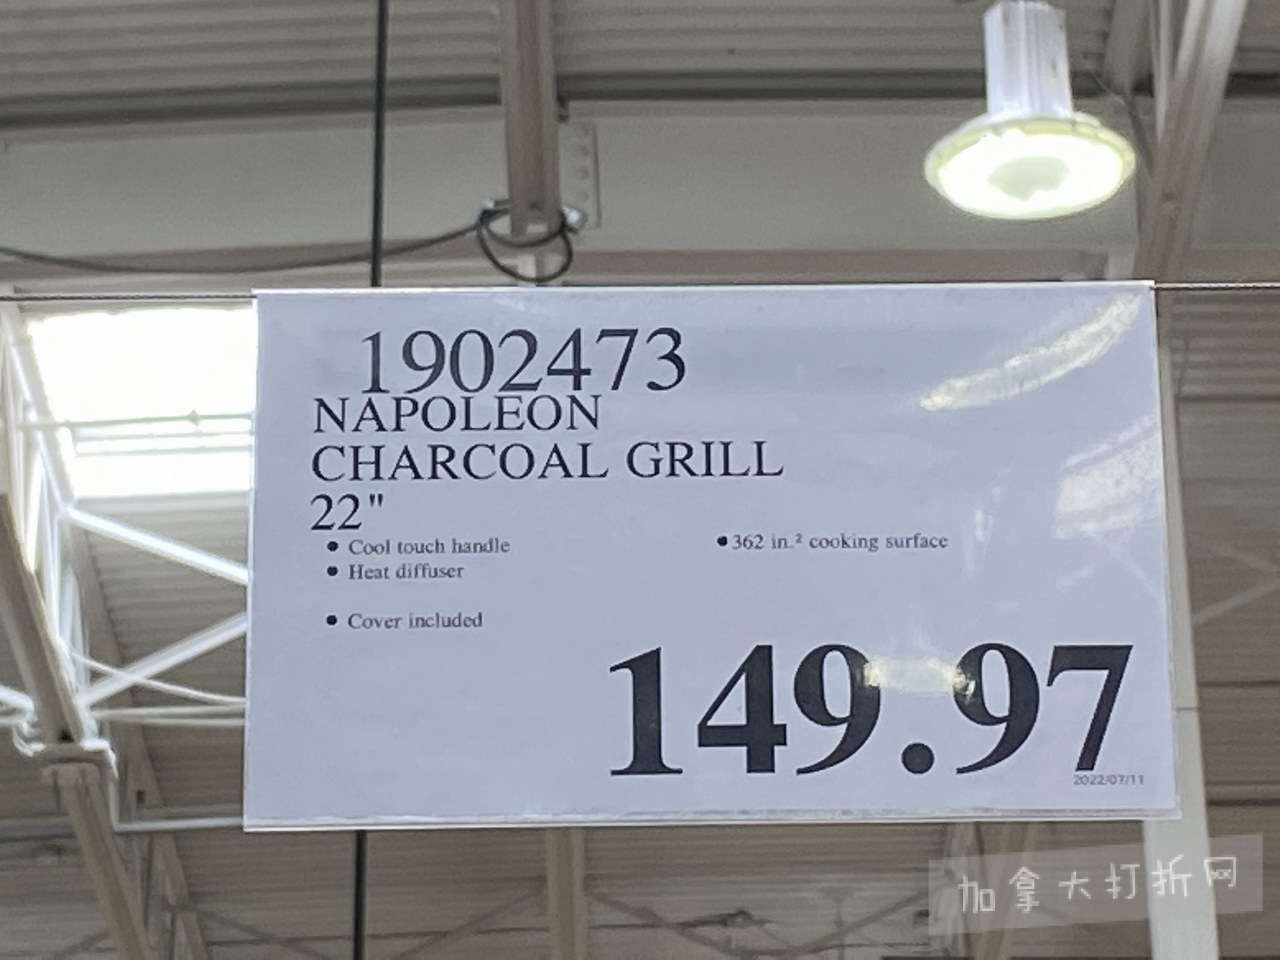 1902473
NAPOLEON
CHARCOAL GRILL
22"
● Cool touch handle
● Heat diffuser
● Cover included
● 362 in.² cooking surface
149.97
2022/07/11
加拿大打折网